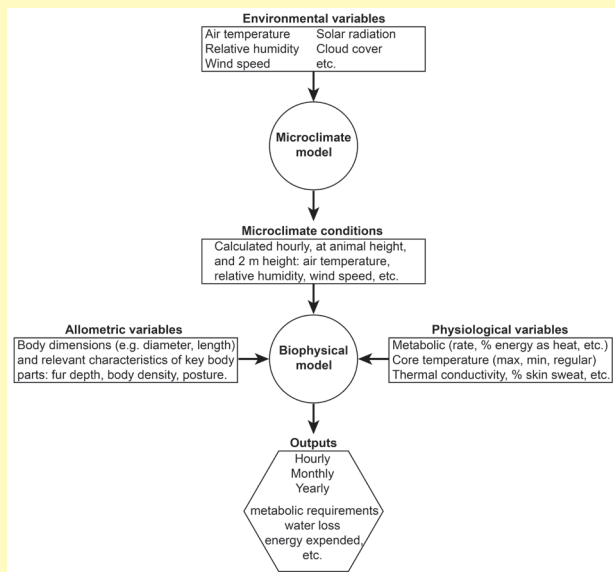 Environmental variables
Air temperature Solar radiation
Relative humidity Cloud cover
Wind speed etc.
Microclimate
model
Microclimate conditions
Calculated hourly, at animal height,
and 2 m height: air temperature,
relative humidity, wind speed, etc.
Allometric variables
Body dimensions (e.g. diameter, length)
and relevant characteristics of key body
parts: fur depth, body density, posture.
Biophysical
model
Physiological variables
Metabolic (rate, % energy as heat, etc.)
Core temperature (max, min, regular)
Thermal conductivity, % skin sweat, etc.
Outputs
Hourly
Monthly
Yearly
metabolic requirements
water loss
energy expended,
etc.